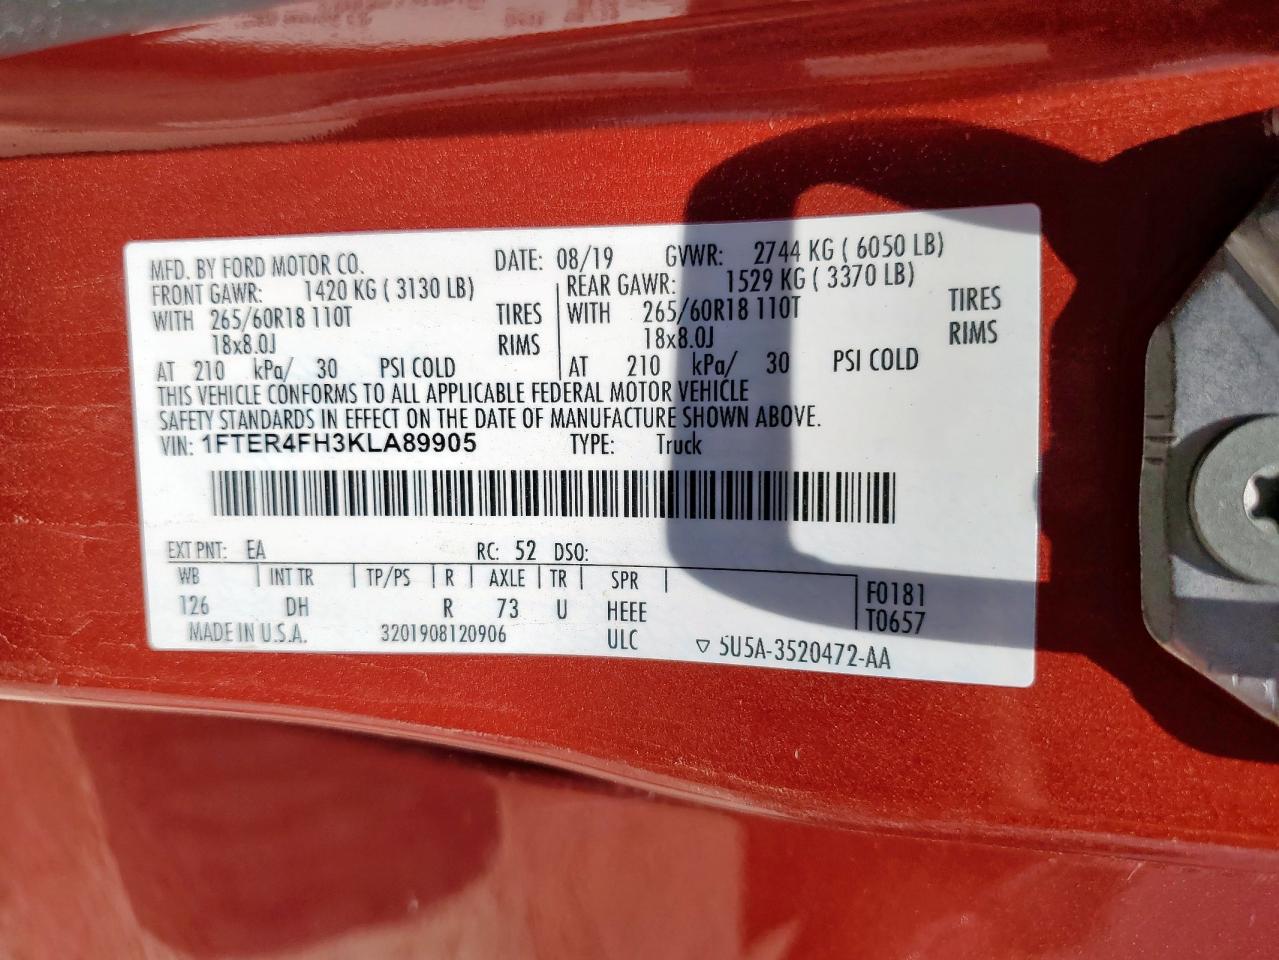 MFD. BY FORD MOTOR CO. DATE: 08/19 GVWR: 2744 KG ( 6050 LB)
FRONT GAWR: 1420 KG ( 3130 LB) REAR GAWR: 1529 KG ( 3370 LB)
WITH 265/60R18 110T TIRES WITH 265/60R18 110T TIRES
18x8.0J RIMS 18x8.0J RIMS
AT 210 kPa/ 30 PSI COLD AT 210 kPa/ 30 PSI COLD
THIS VEHICLE CONFORMS TO ALL APPLICABLE FEDERAL MOTOR VEHICLE
SAFETY STANDARDS IN EFFECT ON THE DATE OF MANUFACTURE SHOWN ABOVE.
VIN: 1FTER4FH3KLA89905 TYPE: Truck
EXT PNT: EA RC: 52 DSO:
WB INT TR TP/PS R AXLE TR SPR F0181
126 DH R 73 U HEEE T0657
MADE IN U.S.A. 3201908120906 ULC ▽ 5U5A-3520472-AA